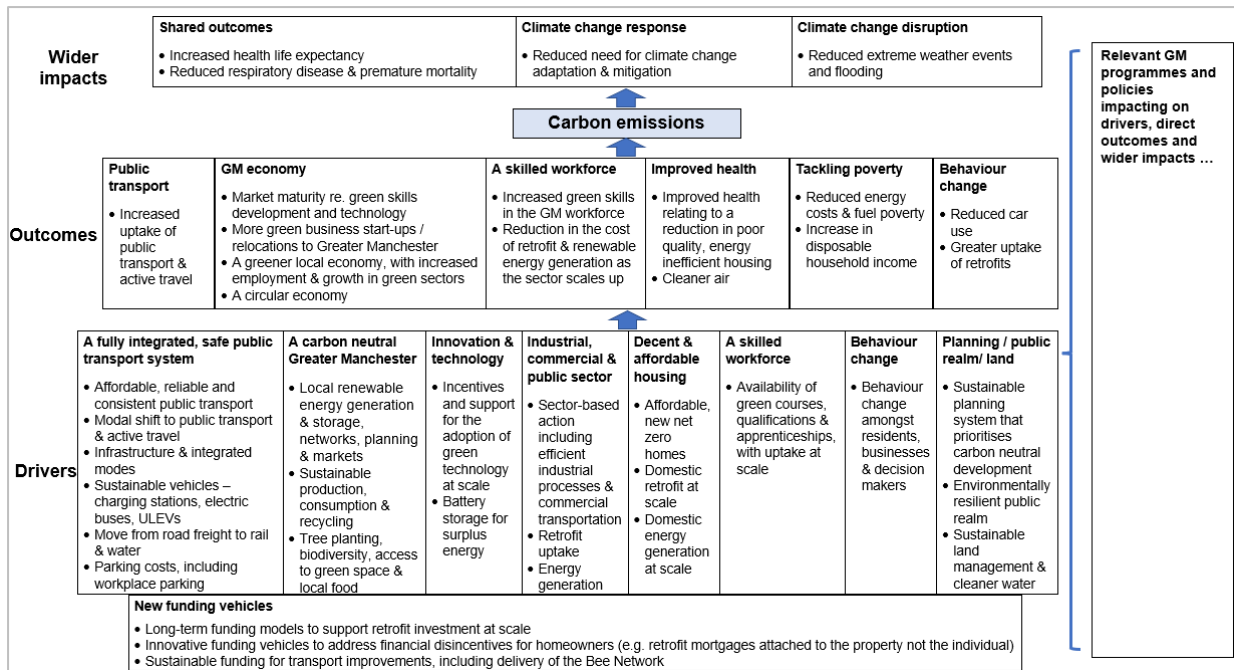 Wider
impacts
Shared outcomes
• Increased health life expectancy
• Reduced respiratory disease & premature mortality
Climate change response
• Reduced need for climate change
adaptation & mitigation
Climate change disruption
• Reduced extreme weather events
and flooding
Relevant GM
programmes and
policies
impacting on
drivers, direct
outcomes and
wider impacts …
Carbon emissions
Outcomes
Public
transport
• Increased
uptake of
public
transport &
active travel
GM economy
• Market maturity re. green skills
development and technology
• More green business start-ups /
relocations to Greater Manchester
• A greener local economy, with increased
employment & growth in green sectors
• A circular economy
A skilled workforce
• Increased green skills
in the GM workforce
• Reduction in the cost
of retrofit & renewable
energy generation as
the sector scales up
Improved health
• Improved health
relating to a
reduction in poor
quality, energy
inefficient housing
• Cleaner air
Tackling poverty
• Reduced energy
costs & fuel poverty
• Increase in
disposable
household income
Behaviour
change
• Reduced car
use
• Greater uptake
of retrofits
Drivers
A fully integrated, safe public
transport system
• Affordable, reliable and
consistent public transport
• Modal shift to public transport
& active travel
• Infrastructure & integrated
modes
• Sustainable vehicles –
charging stations, electric
buses, ULEVs
• Move from road freight to rail
& water
• Parking costs, including
workplace parking
A carbon neutral
Greater Manchester
• Local renewable
energy generation
& storage,
networks, planning
& markets
• Sustainable
production,
consumption &
recycling
• Tree planting,
biodiversity, access
to green space &
local food
Innovation &
technology
• Incentives
and support
for the
adoption of
green
technology at
scale
• Battery
storage for
surplus
energy
Industrial,
commercial &
public sector
• Sector-based
action
including
efficient
industrial
processes &
commercial
transportation
• Retrofit
uptake
• Energy
generation
Decent &
affordable
housing
• Affordable,
new net
zero homes
• Domestic
retrofit at
scale
• Domestic
energy
generation
at scale
A skilled
workforce
• Availability of
green courses,
qualifications &
apprenticeships,
with uptake at
scale
Behaviour
change
• Behaviour
change
amongst
residents,
businesses
& decision
makers
Planning / public
realm/ land
• Sustainable
planning
system that
prioritises
carbon neutral
development
• Environmentally
resilient public
realm
• Sustainable
land
management &
cleaner water
New funding vehicles
• Long-term funding models to support retrofit investment at scale
• Innovative funding vehicles to address financial disincentives for homeowners (e.g. retrofit mortgages attached to the property not the individual)
• Sustainable funding for transport improvements, including delivery of the Bee Network